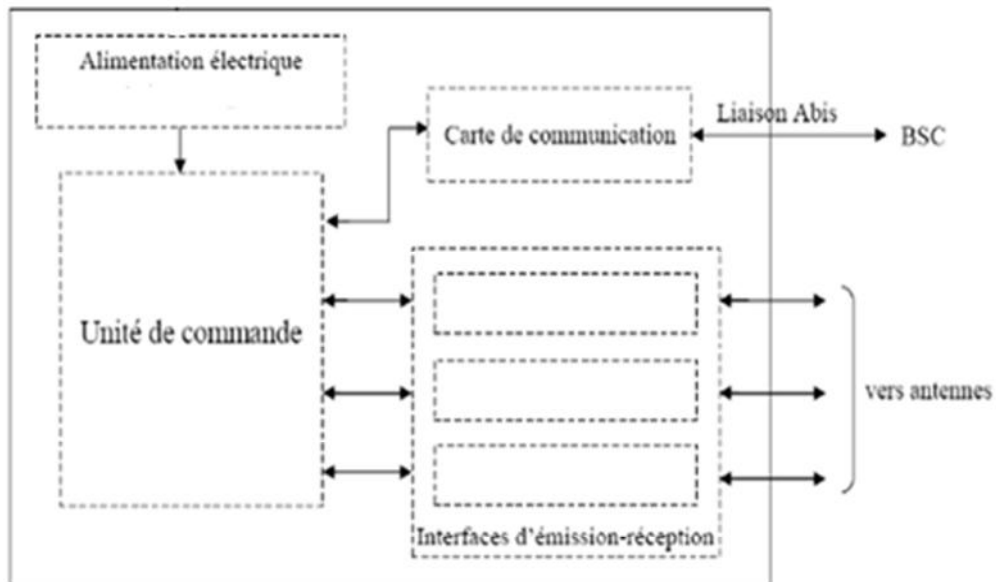 Alimentation électrique
Carte de communication
Liaison Abis
BSC
Unité de commande
vers antennes
Interfaces d'émission-réception